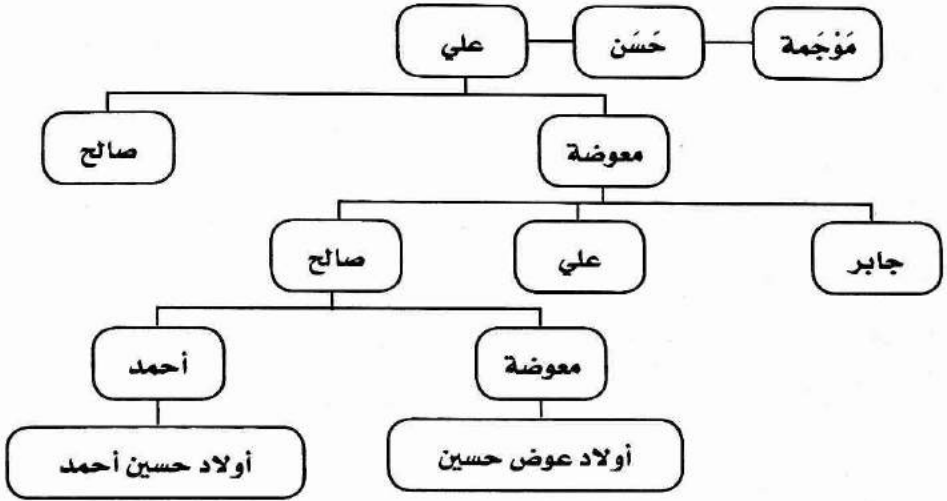 مَوْجَمة
حَسَن
علي
معوضة
صالح
جابر
علي
صالح
معوضة
أحمد
أولاد عوض حسين
أولاد حسين أحمد